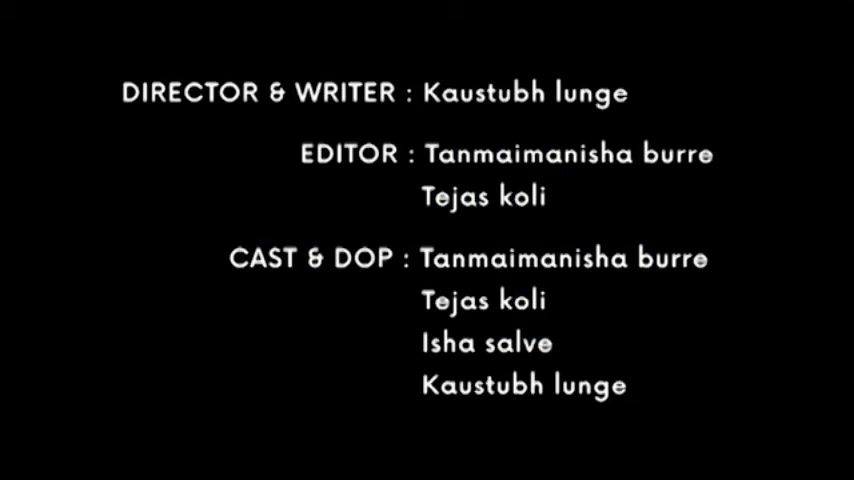 DIRECTOR & WRITER : Kaustubh lunge
EDITOR : Tanmaimanisha burre
Tejas koli
CAST & DOP : Tanmaimanisha burre
Tejas koli
Isha salve
Kaustubh lunge